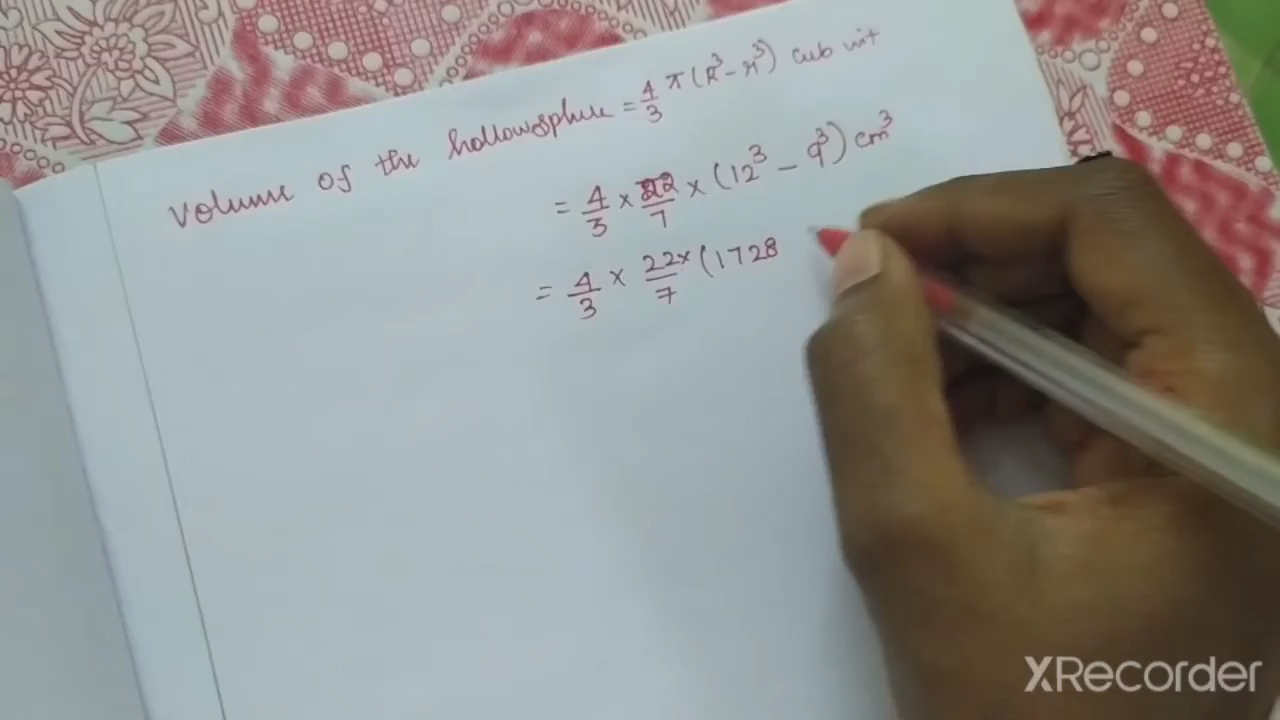 Volume of the hollowsphere = 4/3 π (R³ - r³) cub unit
= 4/3 × 22/7 × (12³ - 9³) cm³
= 4/3 × 22/7 × (1728
XRecorder